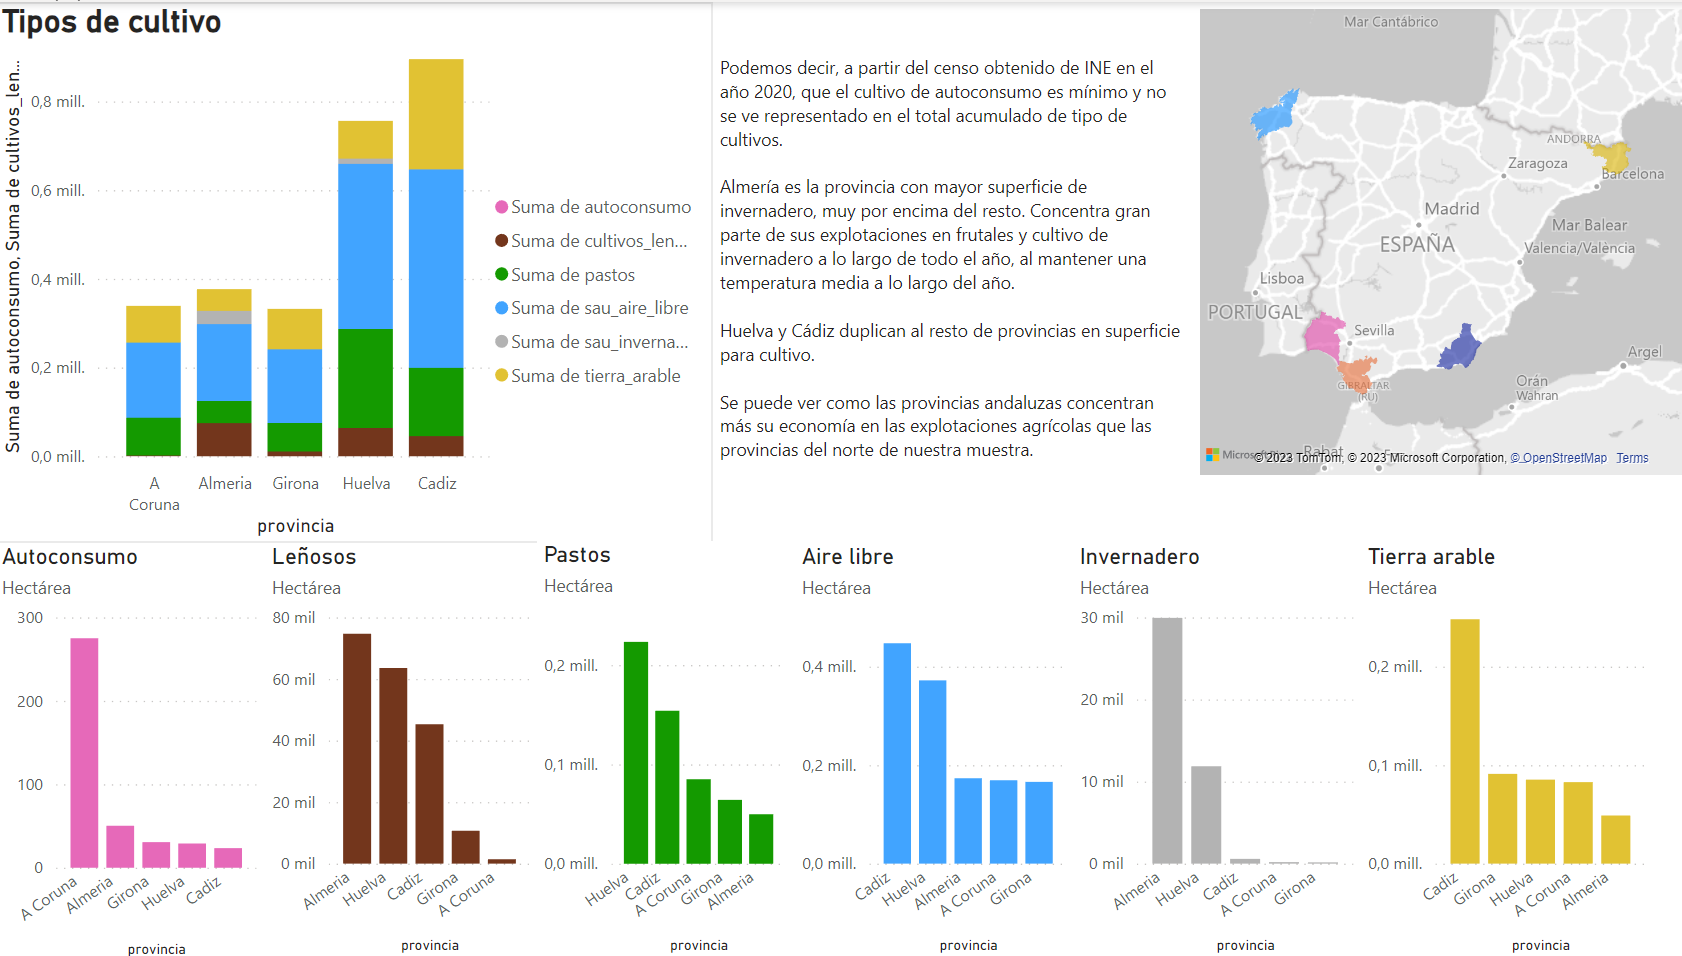 Tipos de cultivo
Suma de autoconsumo, Suma de cultivos_len...
0,8 mill.
0,6 mill.
0,4 mill.
0,2 mill.
0,0 mill.
A
Coruna
Almeria
Girona
Huelva
Cadiz
provincia
Suma de autoconsumo
Suma de cultivos_len...
Suma de pastos
Suma de sau_aire_libre
Suma de sau_inverna...
Suma de tierra_arable
Podemos decir, a partir del censo obtenido de INE en el
año 2020, que el cultivo de autoconsumo es mínimo y no
se ve representado en el total acumulado de tipo de
cultivos.
Almería es la provincia con mayor superficie de
invernadero, muy por encima del resto. Concentra gran
parte de sus explotaciones en frutales y cultivo de
invernadero a lo largo de todo el año, al mantener una
temperatura media a lo largo del año.
Huelva y Cádiz duplican al resto de provincias en superficie
para cultivo.
Se puede ver como las provincias andaluzas concentran
más su economía en las explotaciones agrícolas que las
provincias del norte de nuestra muestra.
Mar Cantábrico
ANDORRA
Zaragoza
Barcelona
Madrid
Mar Balear
ESPAÑA
Valencia/València
Lisboa
PORTUGAL
Sevilla
GIBRALTAR
(RU)
Argel
Orán
Wahran
Rabat
© 2023 TomTom, © 2023 Microsoft Corporation, © OpenStreetMap Terms
Autoconsumo
Hectárea
300
200
100
0
A Coruna
Almeria
Girona
Huelva
Cadiz
provincia
Leñosos
Hectárea
80 mil
60 mil
40 mil
20 mil
0 mil
Almeria
Huelva
Cadiz
Girona
A Coruna
provincia
Pastos
Hectárea
0,2 mill.
0,1 mill.
0,0 mill.
Huelva
Cadiz
A Coruna
Girona
Almeria
provincia
Aire libre
Hectárea
0,4 mill.
0,2 mill.
0,0 mill.
Cadiz
Huelva
Almeria
A Coruna
Girona
provincia
Invernadero
Hectárea
30 mil
20 mil
10 mil
0 mil
Almeria
Huelva
Cadiz
A Coruna
Girona
provincia
Tierra arable
Hectárea
0,2 mill.
0,1 mill.
0,0 mill.
Cadiz
Girona
Huelva
A Coruna
Almeria
provincia